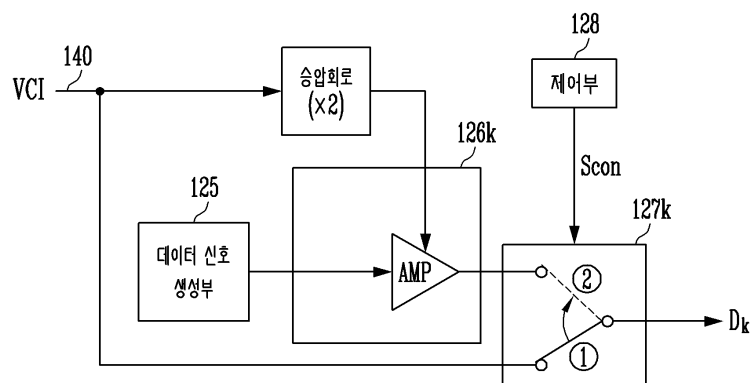 128
140
승압회로
(×2)
제어부
VCI
126k
Scon
125
127k
데이터 신호
생성부
AMP
②
Dk
①